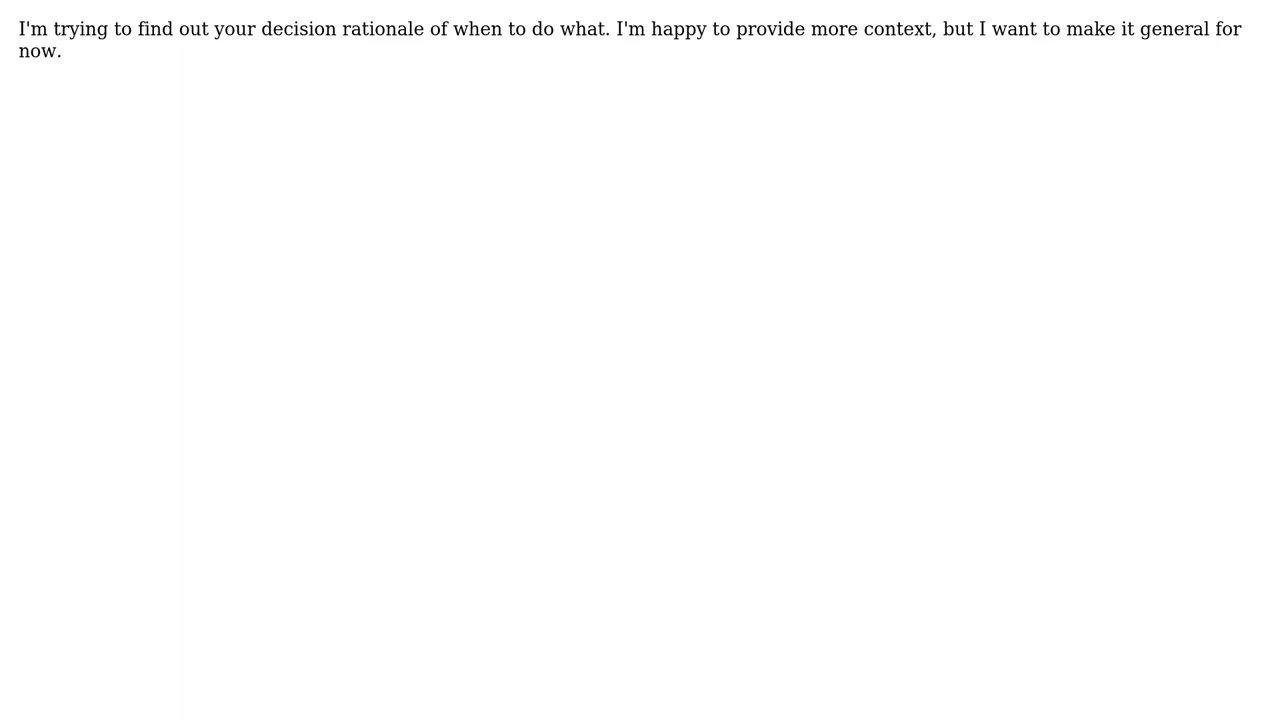 I'm trying to find out your decision rationale of when to do what. I'm happy to provide more context, but I want to make it general for
now.